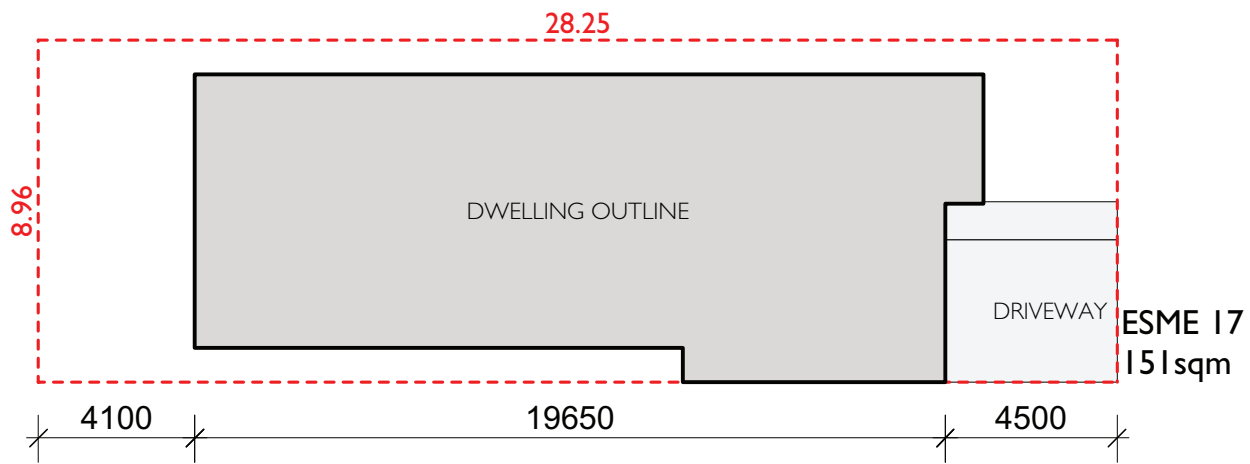 28.25
8.96
DWELLING OUTLINE
DRIVEWAY
ESME 17
151sqm
4100
19650
4500